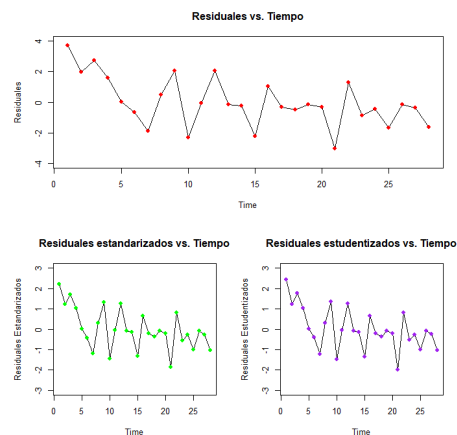 Residuales vs. Tiempo
4
2
0
-2
-4
Residuales
0 5 10 15 20 25
Time
Residuales estandarizados vs. Tiempo
3
2
1
0
-1
-2
-3
Residuales Estandarizados
0 5 10 15 20 25
Time
Residuales estudentizados vs. Tiempo
3
2
1
0
-1
-2
-3
Residuales Estudentizados
0 5 10 15 20 25
Time